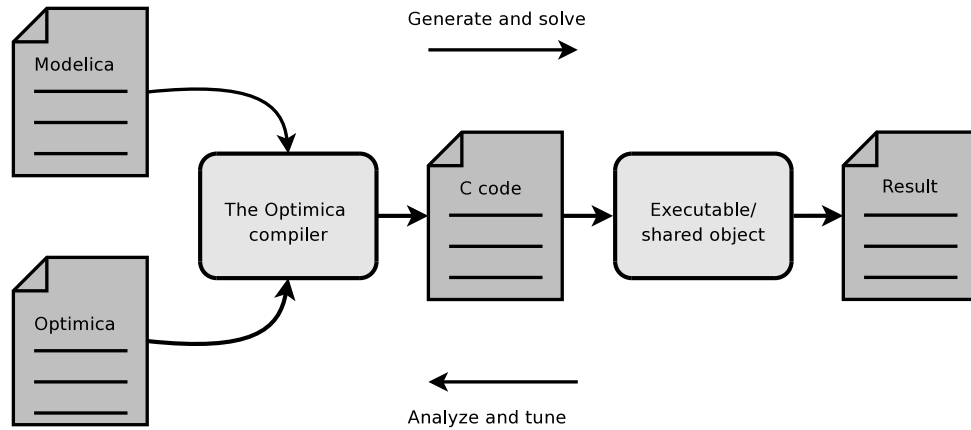 Generate and solve
Modelica
The Optimica
compiler
C code
Executable/
shared object
Result
Optimica
Analyze and tune